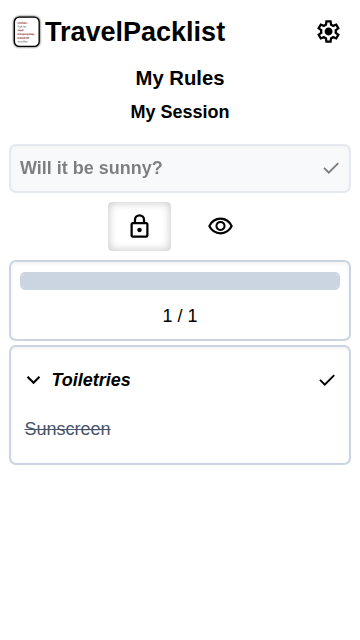 TravelPacklist
My Rules
My Session
Will it be sunny?
1 / 1
Toiletries
Sunscreen